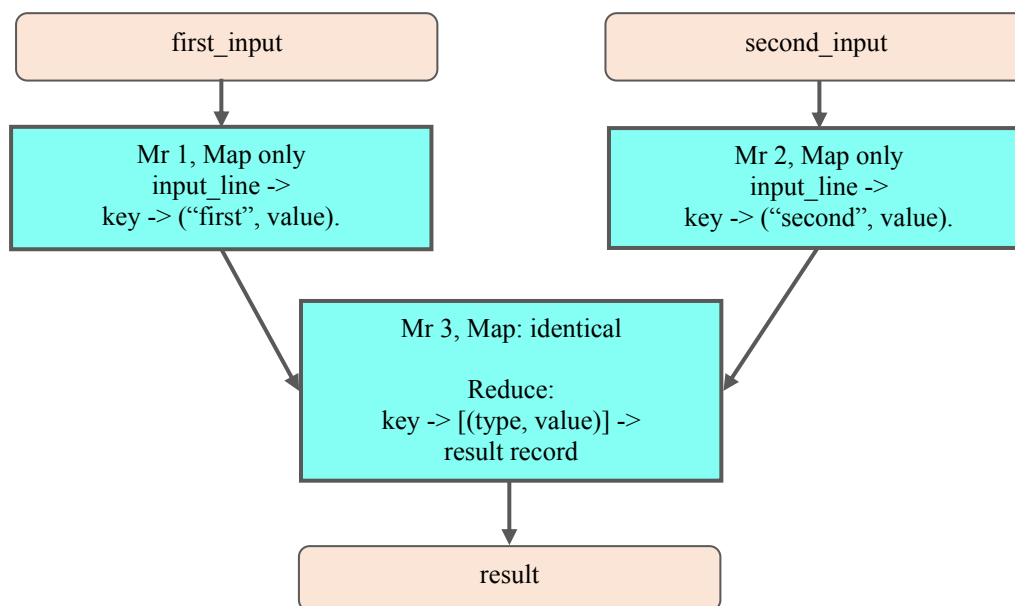 first_input
second_input
Mr 1, Map only
input_line ->
key -> (“first”, value).
Mr 2, Map only
input_line ->
key -> (“second”, value).
Mr 3, Map: identical
Reduce:
key -> [(type, value)] ->
result record
result